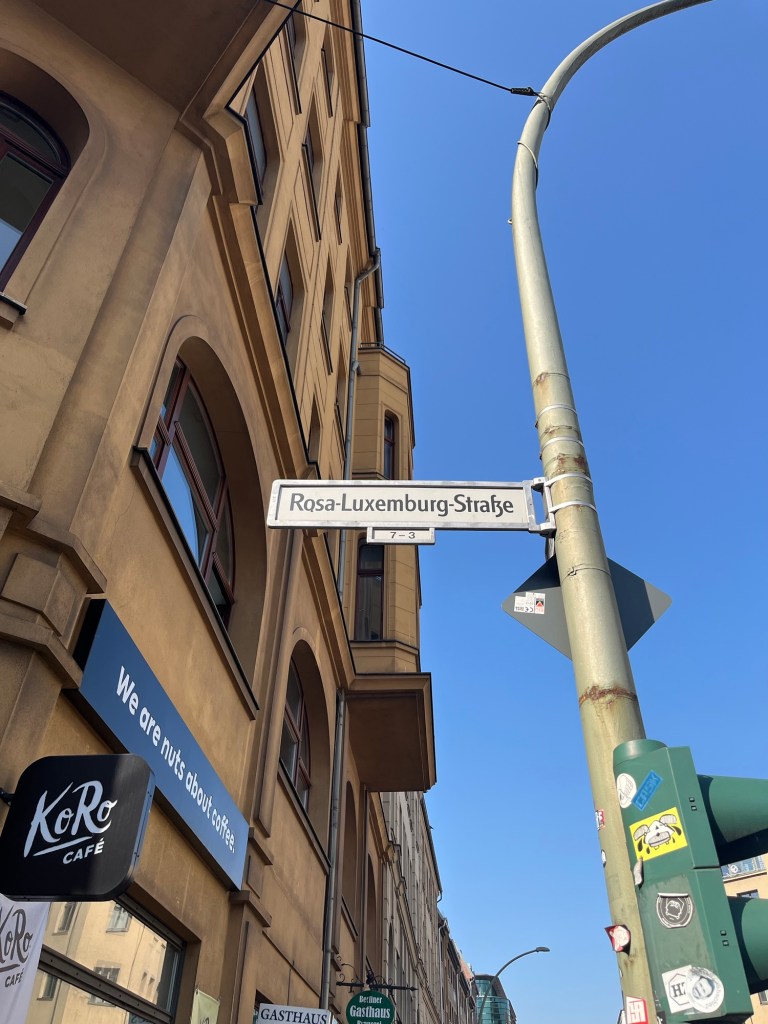 Rosa-Luxemburg-Straße
7-3
We are nuts about coffee.
KoRo
CAFÉ
KoRo
CAFÉ
GASTHAUS
Berliner
Gasthaus